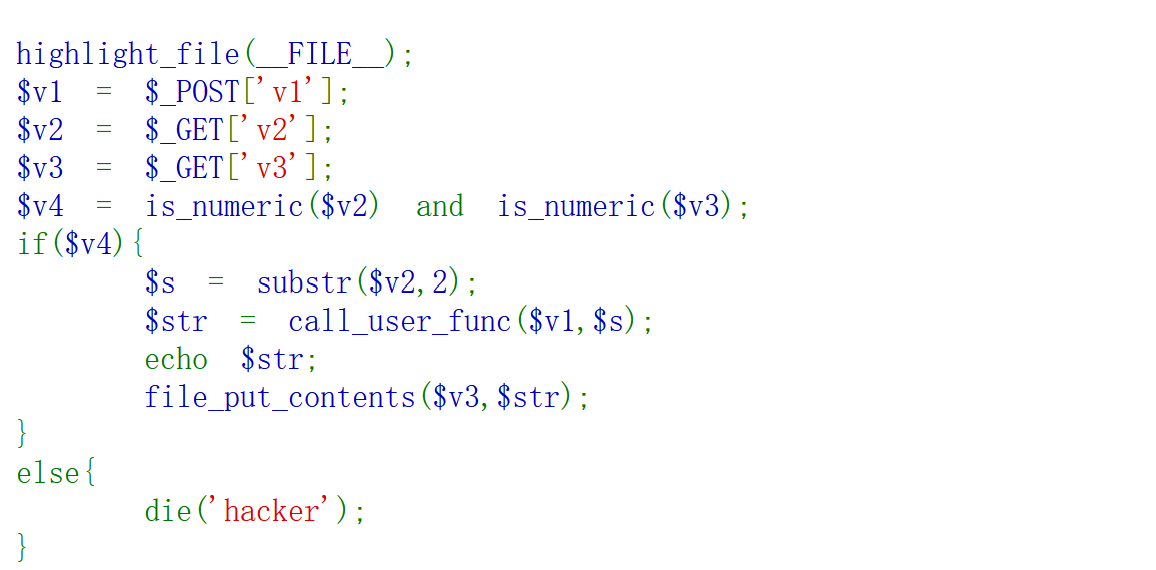 highlight_file(__FILE__);
$v1 = $_POST['v1'];
$v2 = $_GET['v2'];
$v3 = $_GET['v3'];
$v4 = is_numeric($v2) and is_numeric($v3);
if($v4){
$s = substr($v2,2);
$str = call_user_func($v1,$s);
echo $str;
file_put_contents($v3,$str);
}
else{
die('hacker');
}